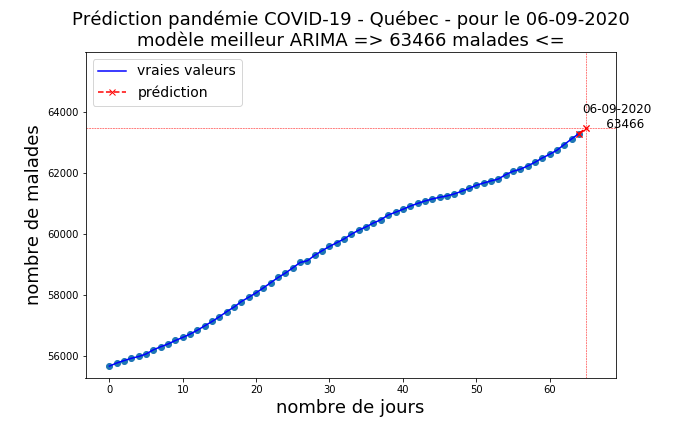 Prédiction pandémie COVID-19 - Québec - pour le 06-09-2020
modèle meilleur ARIMA => 63466 malades <=
vraies valeurs
prédiction
06-09-2020
63466
nombre de malades
64000
62000
60000
58000
56000
0 10 20 30 40 50 60
nombre de jours